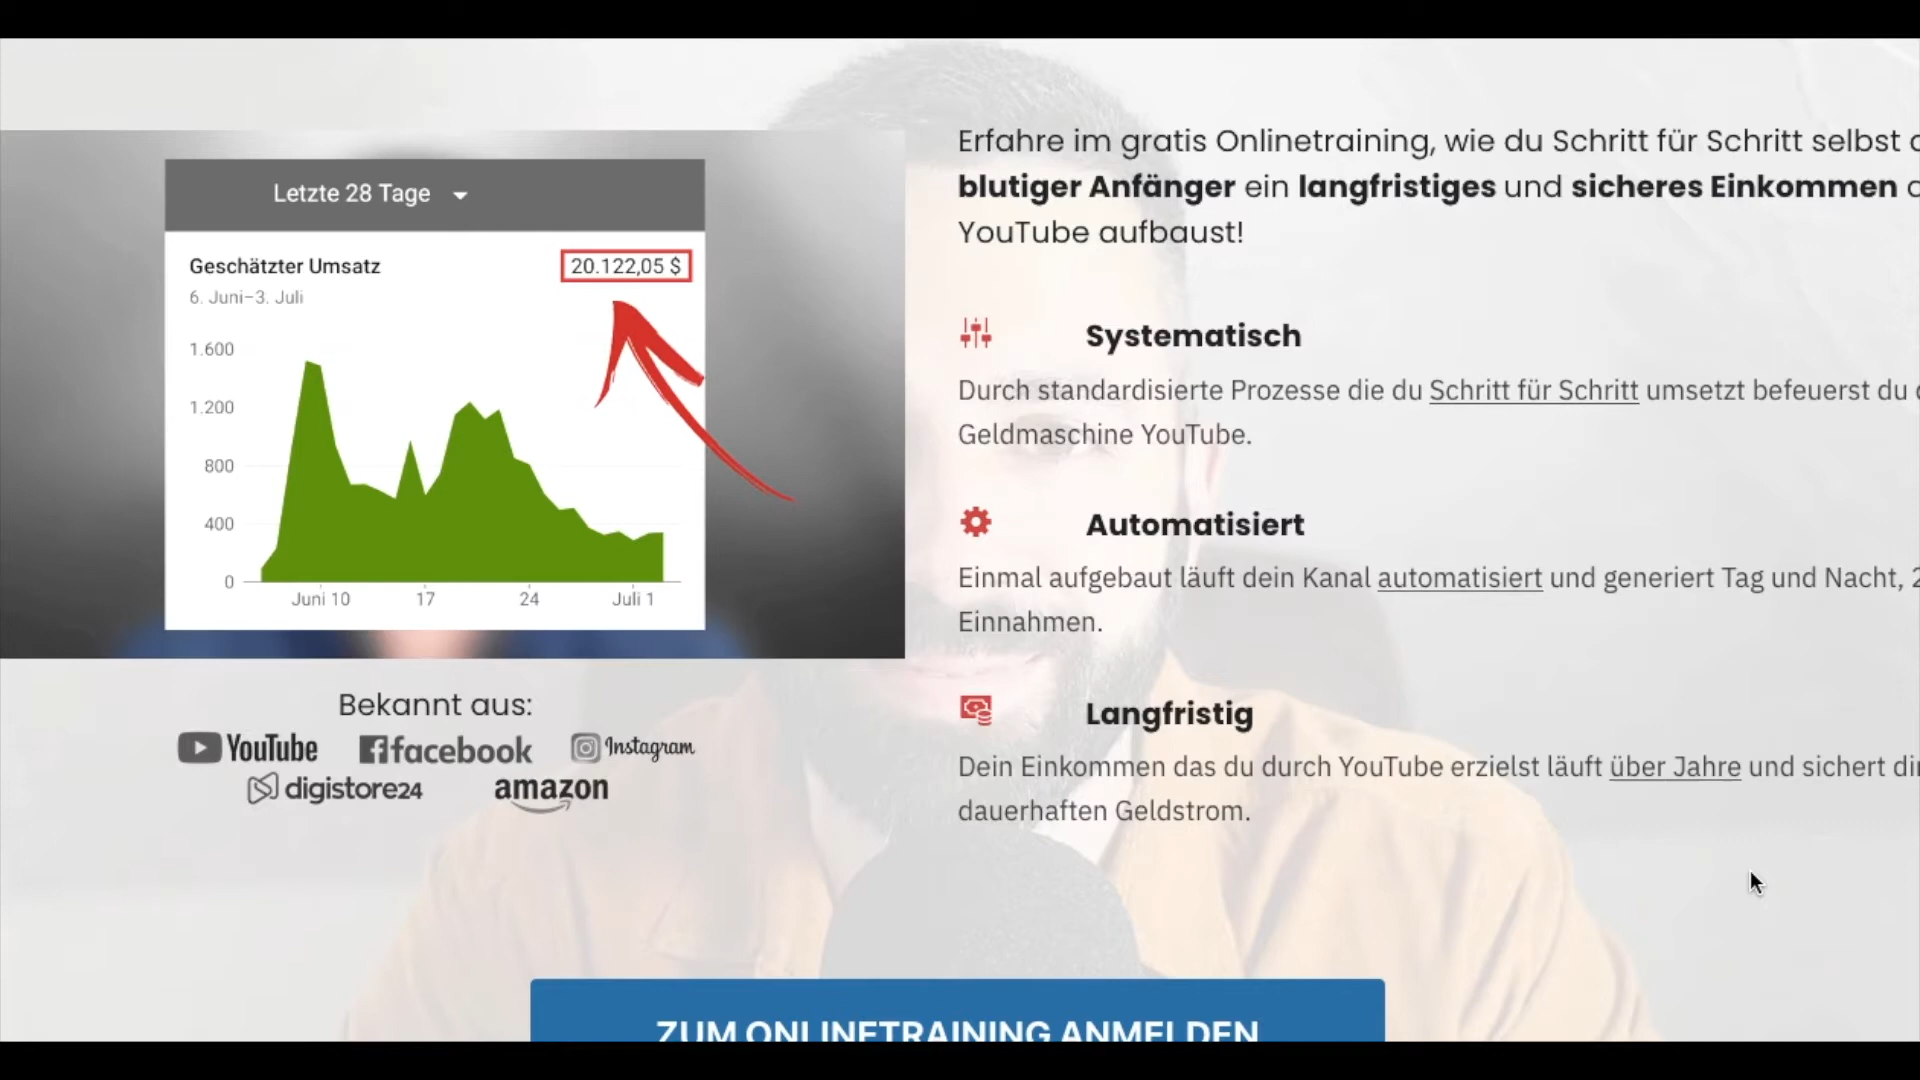 Letzte 28 Tage
Geschätzter Umsatz
20.122,05 $
6. Juni–3. Juli
1.600
1.200
800
400
0
Juni 10 17 24 Juli 1
Bekannt aus:
YouTube facebook Instagram
digistore24 amazon
Erfahre im gratis Onlinetraining, wie du Schritt für Schritt selbst
blutiger Anfänger ein langfristiges und sicheres Einkommen
YouTube aufbaust!
Systematisch
Durch standardisierte Prozesse die du Schritt für Schritt umsetzt befeuerst du
Geldmaschine YouTube.
Automatisiert
Einmal aufgebaut läuft dein Kanal automatisiert und generiert Tag und Nacht,
Einnahmen.
Langfristig
Dein Einkommen das du durch YouTube erzielst läuft über Jahre und sichert
dauerhaften Geldstrom.
ZUM ONLINETRAINING ANMELDEN